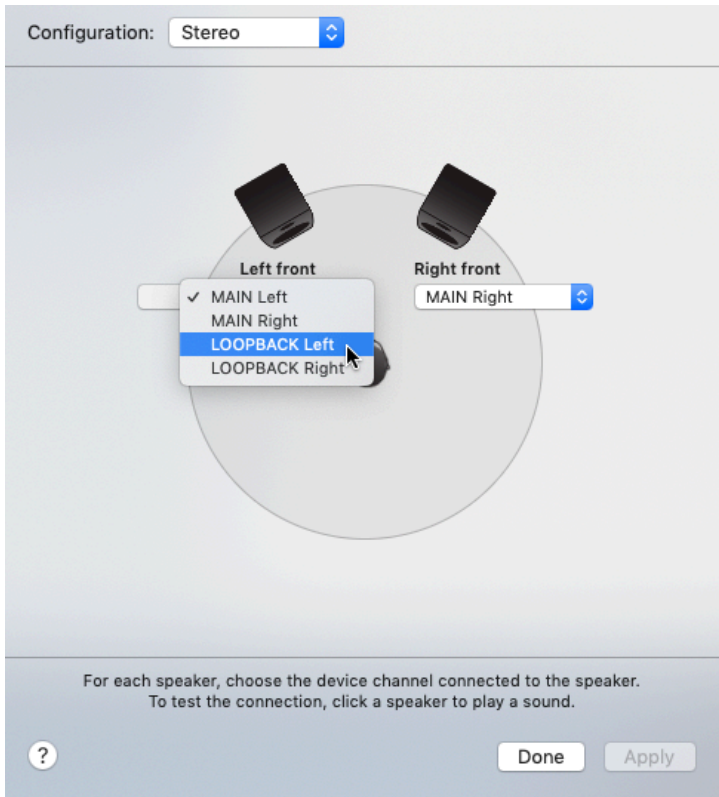 Configuration: Stereo
Left front
Right front
✓ MAIN Left
MAIN Right
LOOPBACK Left
LOOPBACK Right
MAIN Right
For each speaker, choose the device channel connected to the speaker.
To test the connection, click a speaker to play a sound.
?
Done
Apply